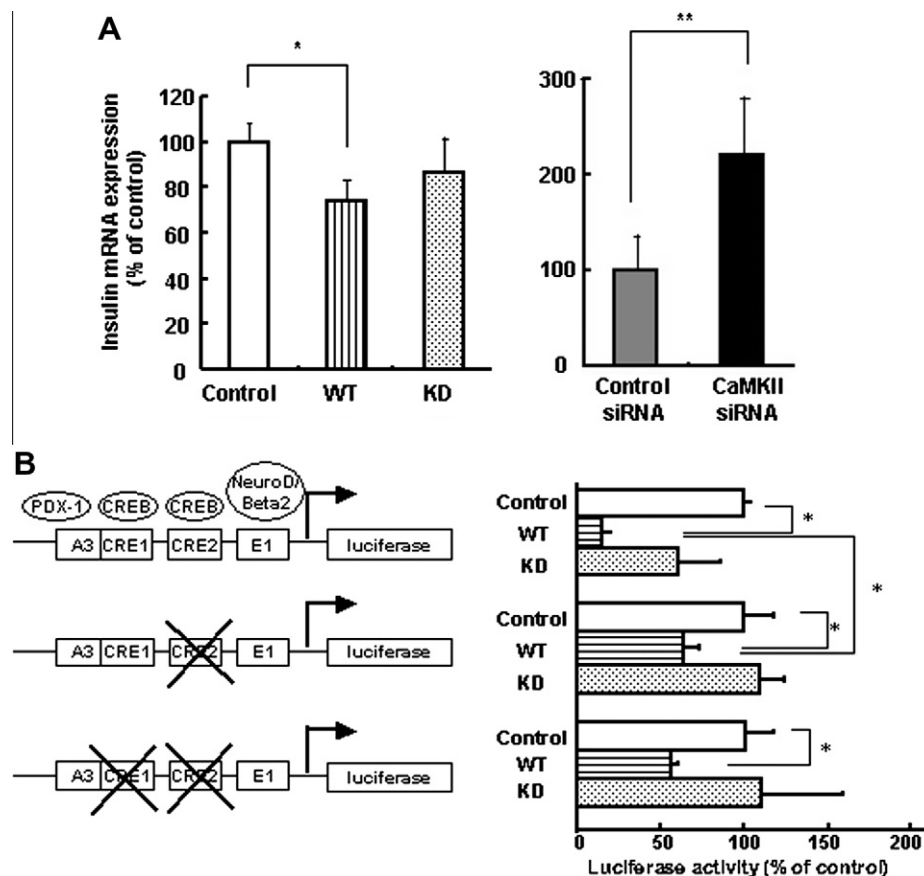 A
*
**
Insulin mRNA expression
(% of control)
120
100
80
60
40
20
0
Control
WT
KD
300
200
100
0
Control
siRNA
CaMKII
siRNA
B
PDX-1
CREB
CREB
NeuroD/
Beta2
A3
CRE1
CRE2
E1
luciferase
A3
CRE1
CRE2
E1
luciferase
A3
CRE1
CRE2
E1
luciferase
Control
WT
KD
*
*
Control
WT
KD
*
Control
WT
KD
*
0
50
100
150
200
Luciferase activity (% of control)